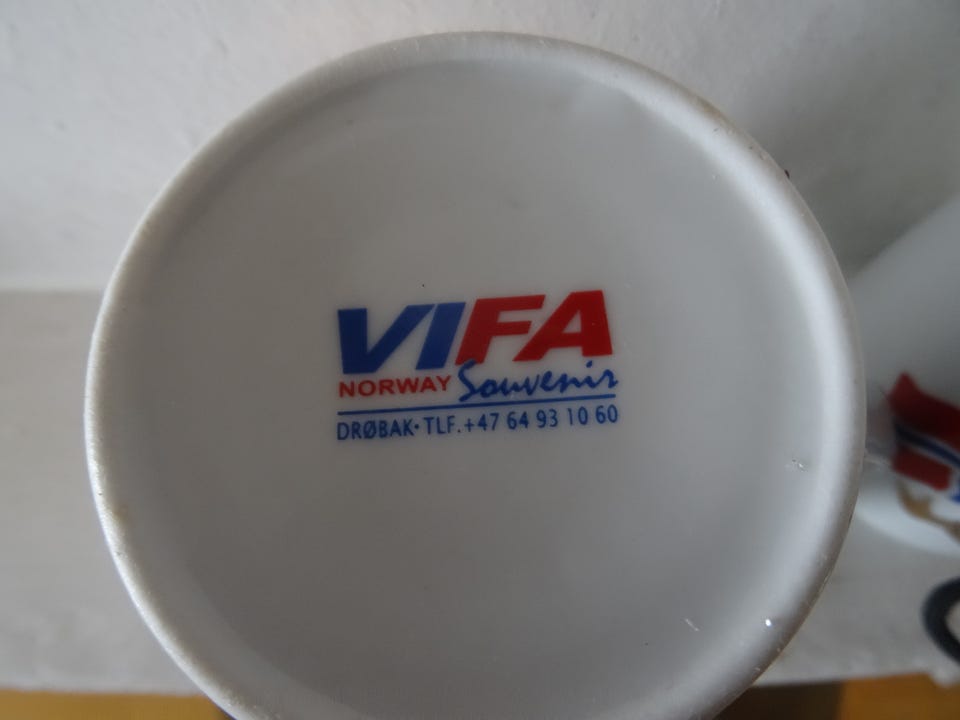 VIFA
NORWAY Souvenir
DRØBAK·TLF.+47 64 93 10 60